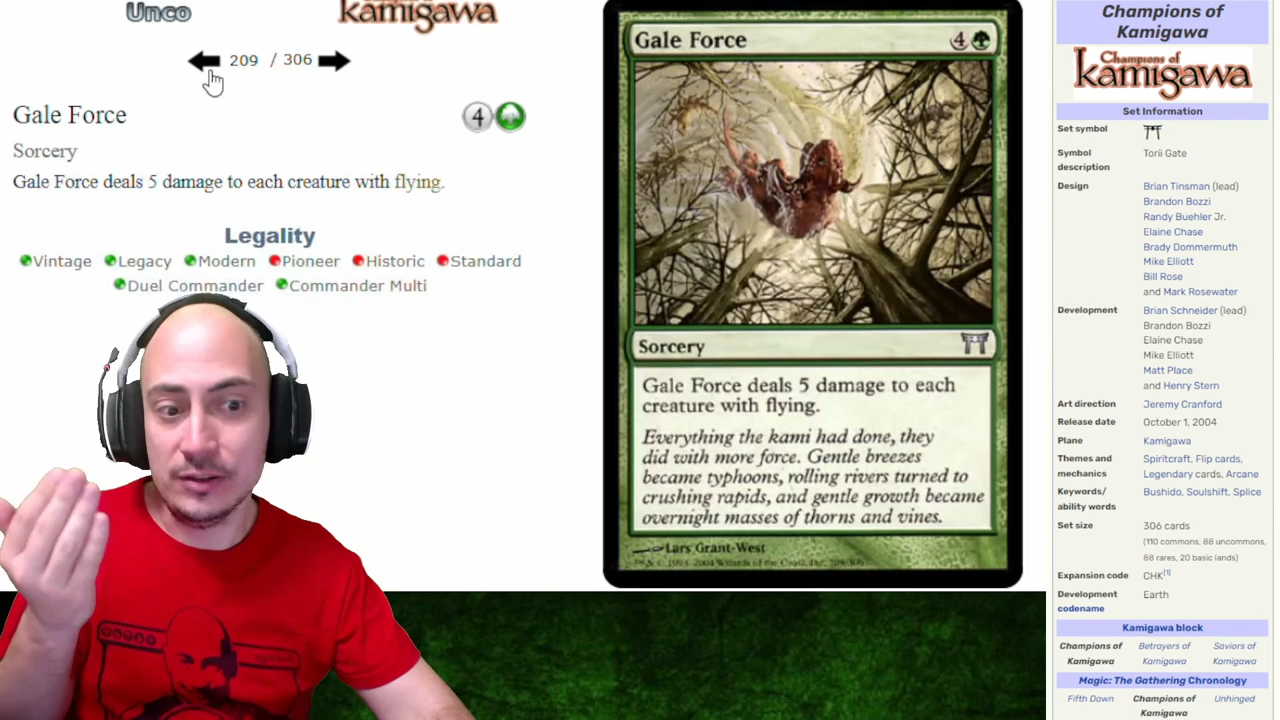 Unco
kamigawa
209 / 306
Gale Force
4
Sorcery
Gale Force deals 5 damage to each creature with flying.
Legality
Vintage Legacy Modern Pioneer Historic Standard
Duel Commander Commander Multi
Gale Force
4
Sorcery
Gale Force deals 5 damage to each
creature with flying.
Everything the kami had done, they
did with more force. Gentle breezes
became typhoons, rolling rivers turned to
crushing rapids, and gentle growth became
overnight masses of thorns and vines.
Lars Grant-West
Champions of
Kamigawa
Champions of
kamigawa
Set Information
Set symbol
Symbol description Torii Gate
Design Brian Tinsman (lead)
Brandon Bozzi
Randy Buehler Jr.
Elaine Chase
Brady Dommermuth
Mike Elliott
Bill Rose
and Mark Rosewater
Development Brian Schneider (lead)
Brandon Bozzi
Elaine Chase
Mike Elliott
Matt Place
and Henry Stern
Art direction Jeremy Cranford
Release date October 1, 2004
Plane Kamigawa
Themes and Spiritcraft, Flip cards,
mechanics Legendary cards, Arcane
Keywords/ Bushido, Soulshift, Splice
ability words
Set size 306 cards
(110 commons, 88 uncommons,
88 rares, 20 basic lands)
Expansion code CHK[1]
Development Earth
codename
Kamigawa block
Champions of Betrayers of Saviors of
Kamigawa Kamigawa Kamigawa
Magic: The Gathering Chronology
Fifth Dawn Champions of Unhinged
Kamigawa